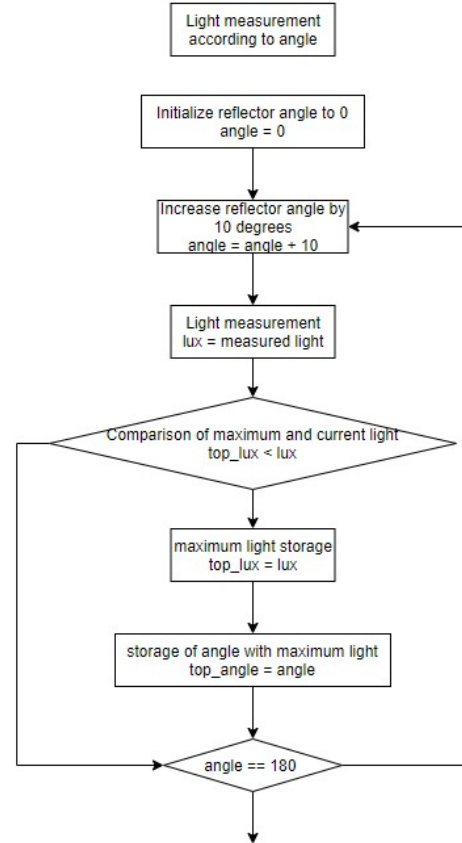 Light measurement
according to angle
Initialize reflector angle to 0
angle = 0
Increase reflector angle by
10 degrees
angle = angle + 10
Light measurement
lux = measured light
Comparison of maximum and current light
top_lux < lux
maximum light storage
top_lux = lux
storage of angle with maximum light
top_angle = angle
angle == 180